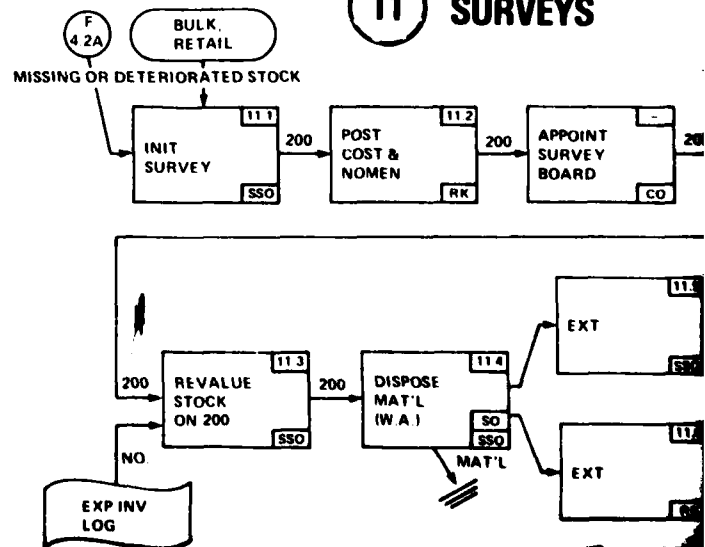 11 SURVEYS
F
4.2A
BULK,
RETAIL
MISSING OR DETERIORATED STOCK
11.1
INIT
SURVEY
SSO
200
11.2
POST
COST &
NOMEN
RK
200
-
APPOINT
SURVEY
BOARD
CO
200
11.3
REVALUE
STOCK
ON 200
SSO
200
11.4
DISPOSE
MAT'L
(W.A.)
SO
SSO
MAT'L
EXT
SSO
EXT
NO.
EXP INV
LOG